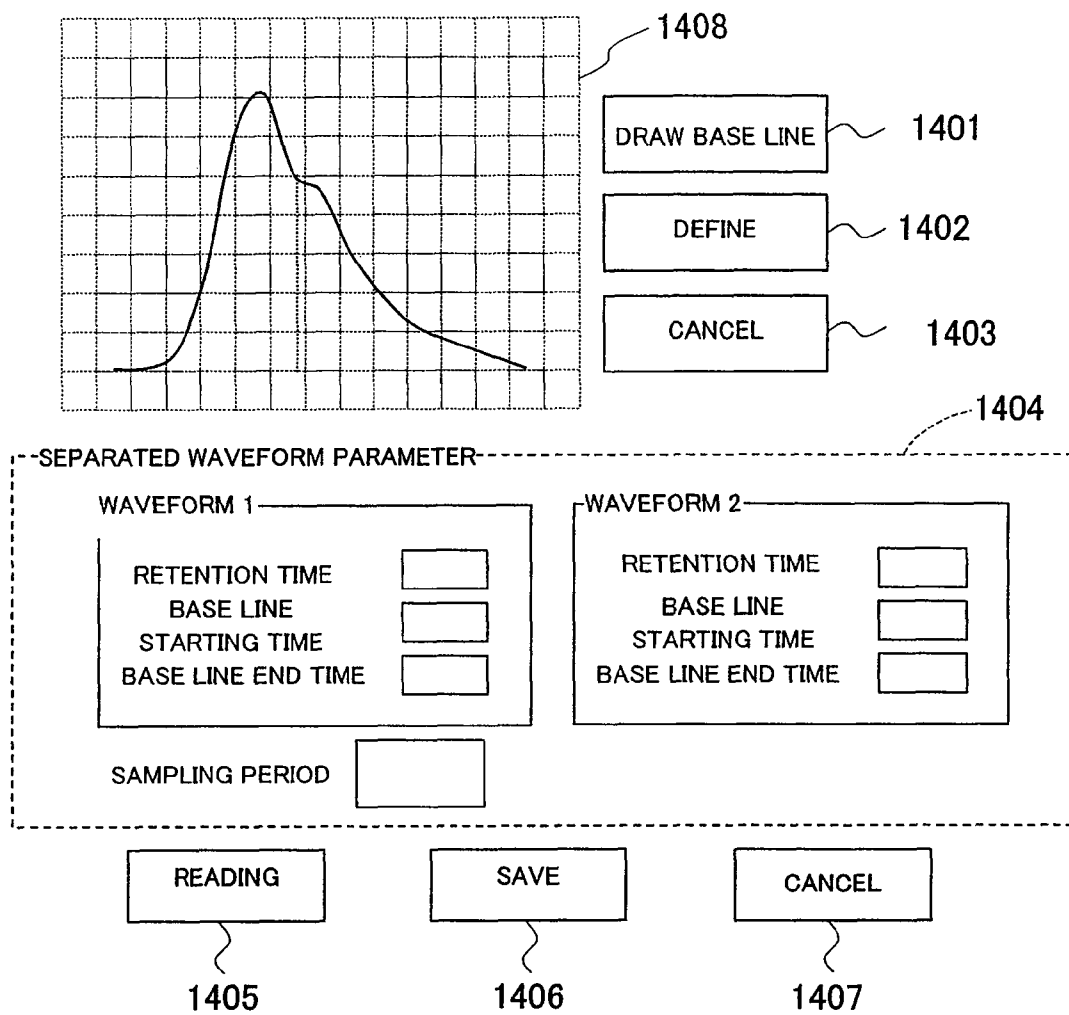 1408
DRAW BASE LINE
1401
DEFINE
1402
CANCEL
1403
1404
SEPARATED WAVEFORM PARAMETER
WAVEFORM 1
RETENTION TIME
BASE LINE
STARTING TIME
BASE LINE END TIME
WAVEFORM 2
RETENTION TIME
BASE LINE
STARTING TIME
BASE LINE END TIME
SAMPLING PERIOD
READING
SAVE
CANCEL
1405
1406
1407